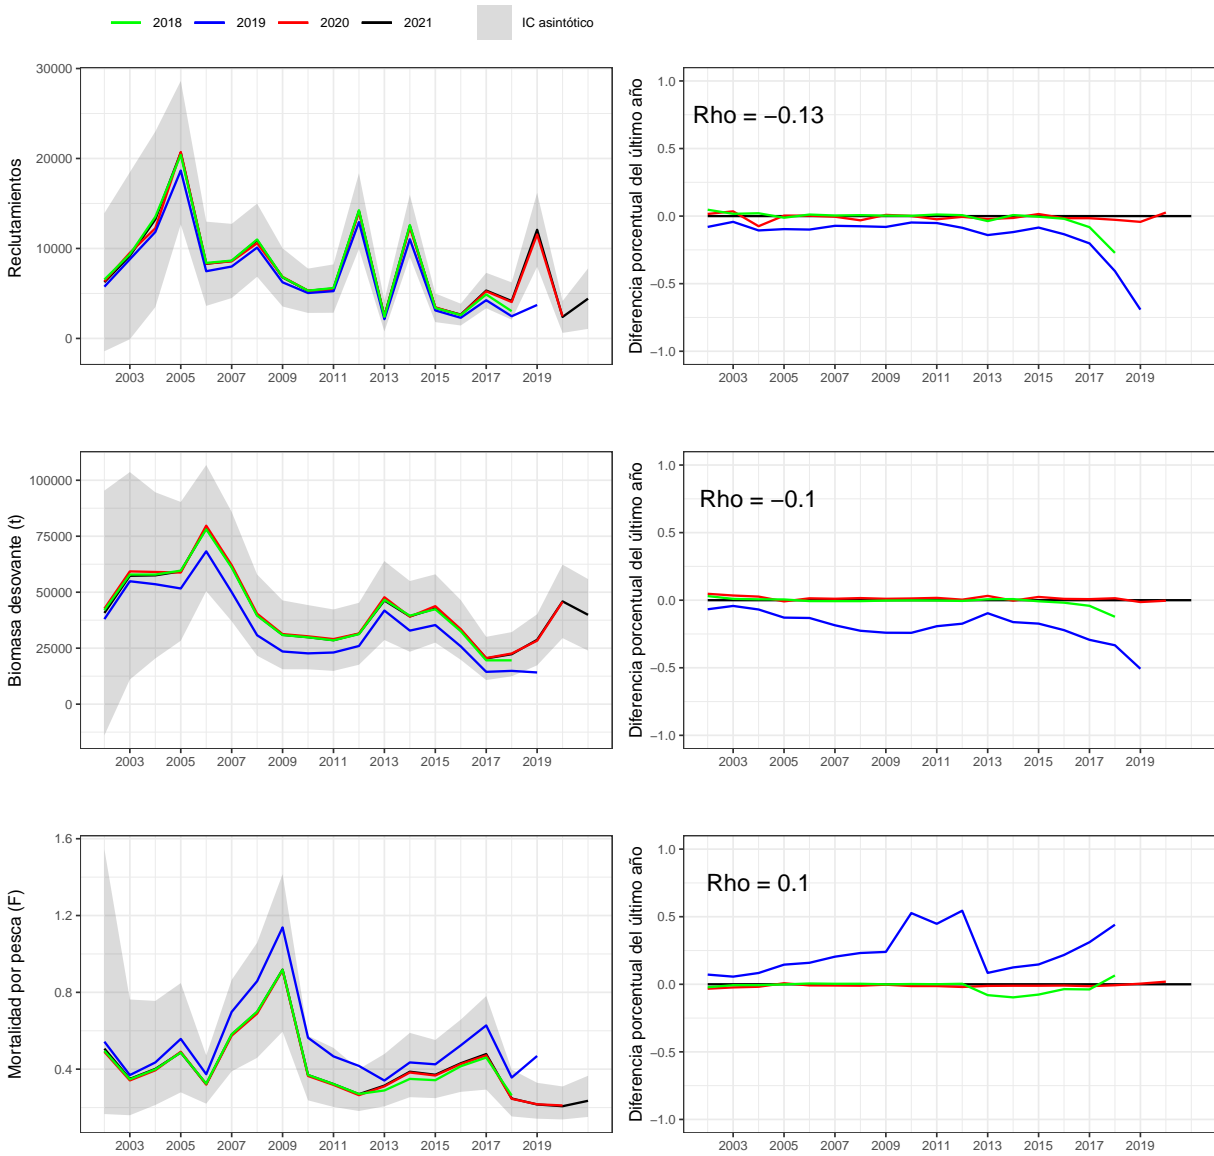 2018 2019 2020 2021 IC asintótico
Reclutamientos
30000
20000
10000
0
2003 2005 2007 2009 2011 2013 2015 2017 2019
Diferencia porcentual del último año
Rho = −0.13
1.0
0.5
0.0
−0.5
−1.0
2003 2005 2007 2009 2011 2013 2015 2017 2019
Biomasa desovante (t)
100000
75000
50000
25000
0
2003 2005 2007 2009 2011 2013 2015 2017 2019
Diferencia porcentual del último año
Rho = −0.1
1.0
0.5
0.0
−0.5
−1.0
2003 2005 2007 2009 2011 2013 2015 2017 2019
Mortalidad por pesca (F)
1.6
1.2
0.8
0.4
2003 2005 2007 2009 2011 2013 2015 2017 2019
Diferencia porcentual del último año
Rho = 0.1
1.0
0.5
0.0
−0.5
−1.0
2003 2005 2007 2009 2011 2013 2015 2017 2019